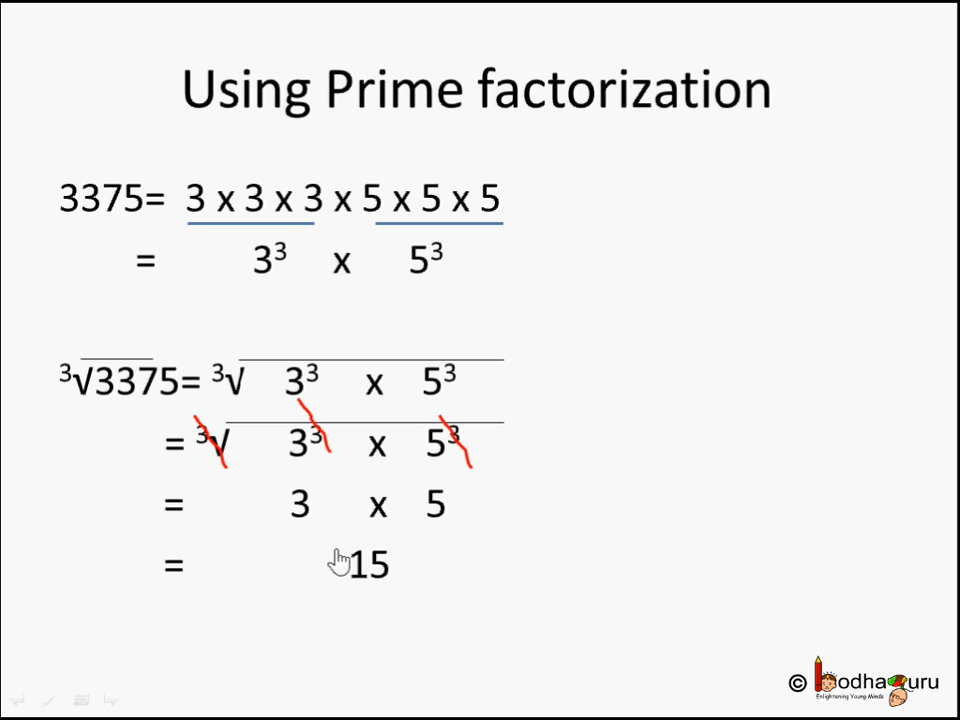 Using Prime factorization
3375= 3 x 3 x 3 x 5 x 5 x 5
= 3³ x 5³
³√3375= ³√ 3³ x 5³
= ³√ 3³ x 5³
= 3 x 5
= 15
© bodhaguru
Enlightening Young Minds